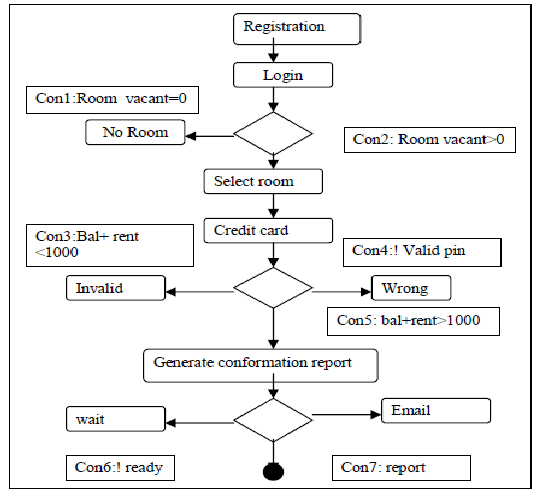 Registration
Login
Con1:Room vacant=0
No Room
Con2: Room vacant>0
Select room
Credit card
Con3:Bal+ rent
<1000
Con4:! Valid pin
Invalid
Wrong
Con5: bal+rent>1000
Generate conformation report
wait
Email
Con6:! ready
Con7: report